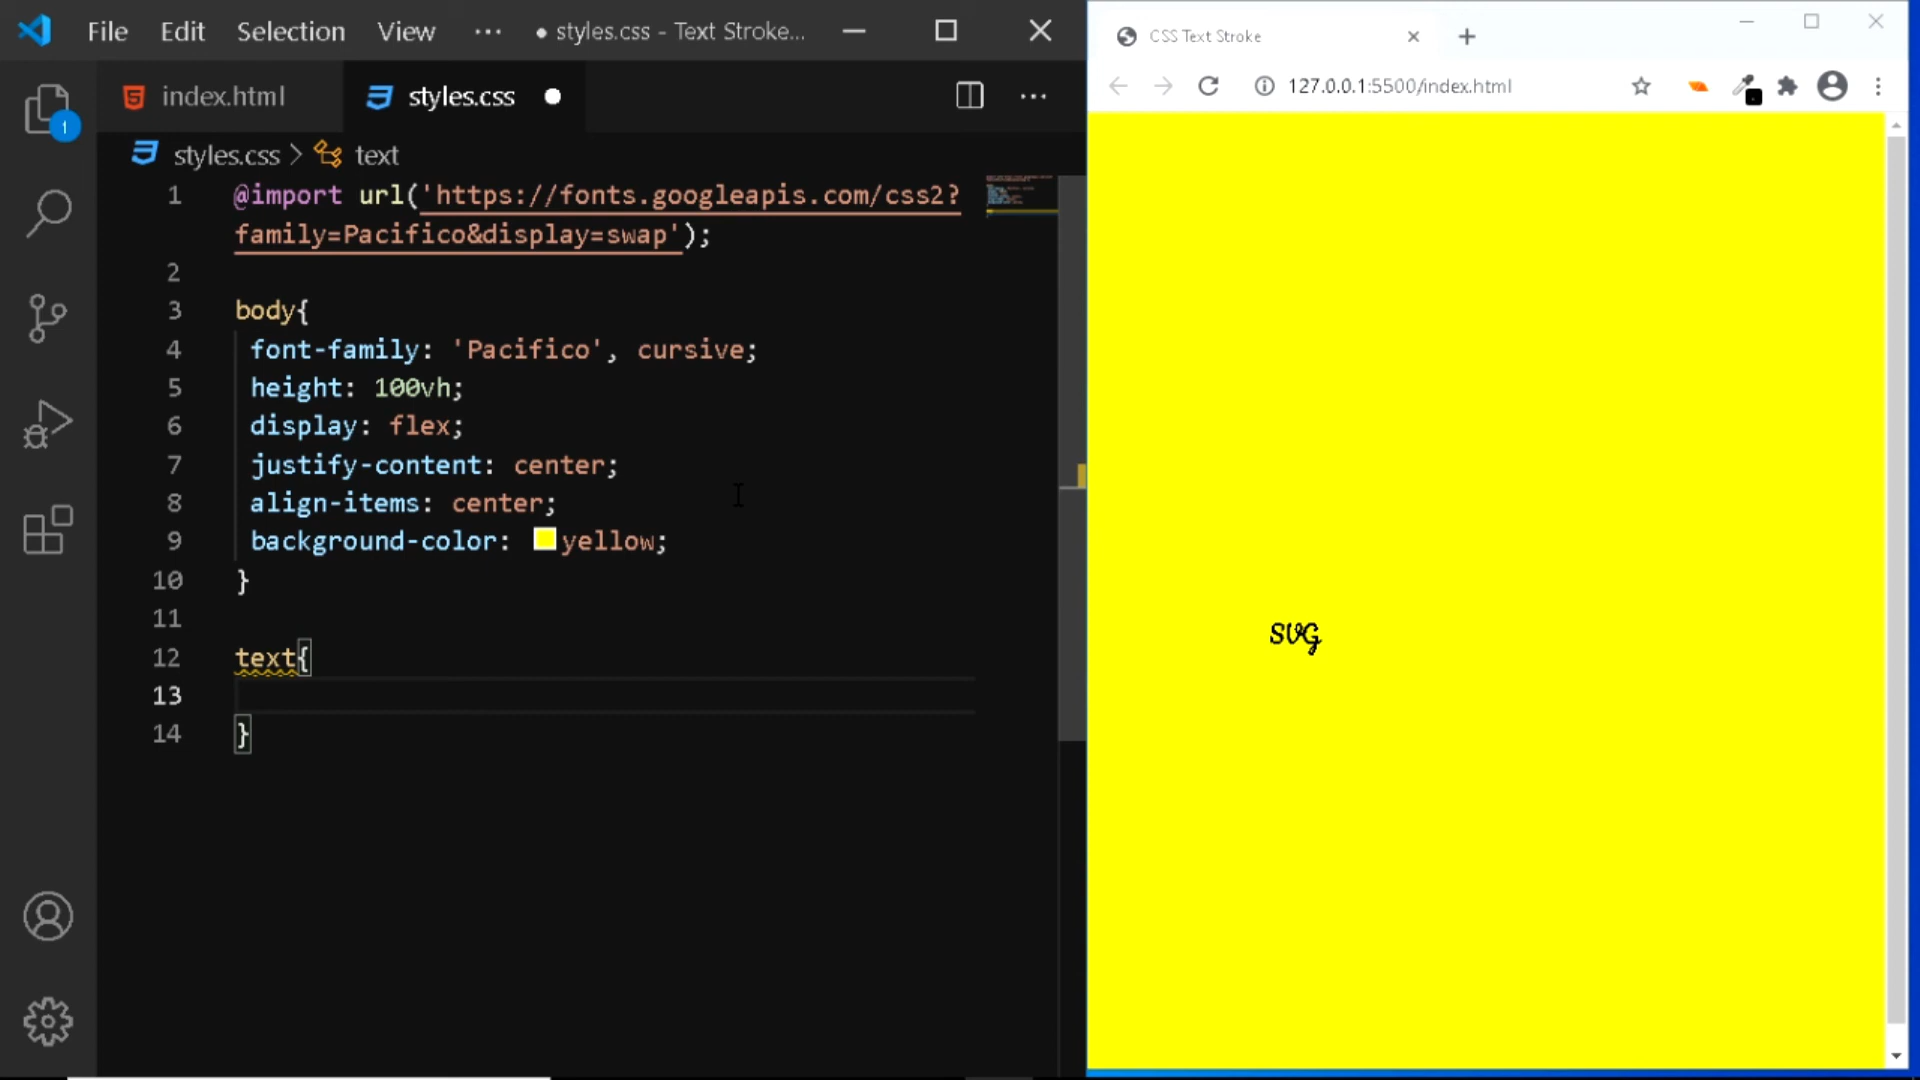 File Edit Selection View ··· ● styles.css - Text Stroke...
index.html styles.css ● ···
1
styles.css > text
1 @import url('https://fonts.googleapis.com/css2?
family=Pacifico&display=swap');
2
3 body{
4 font-family: 'Pacifico', cursive;
5 height: 100vh;
6 display: flex;
7 justify-content: center;
8 align-items: center;
9 background-color: yellow;
10 }
11
12 text{
13
14 }
CSS Text Stroke
127.0.0.1:5500/index.html
SVG